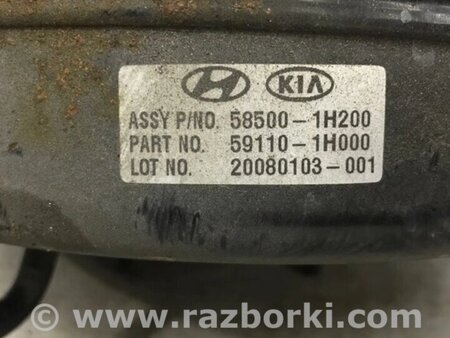 KIA
ASSY P/NO. 58500-1H200
PART NO. 59110-1H000
LOT NO. 20080103-001
www.razborki.com